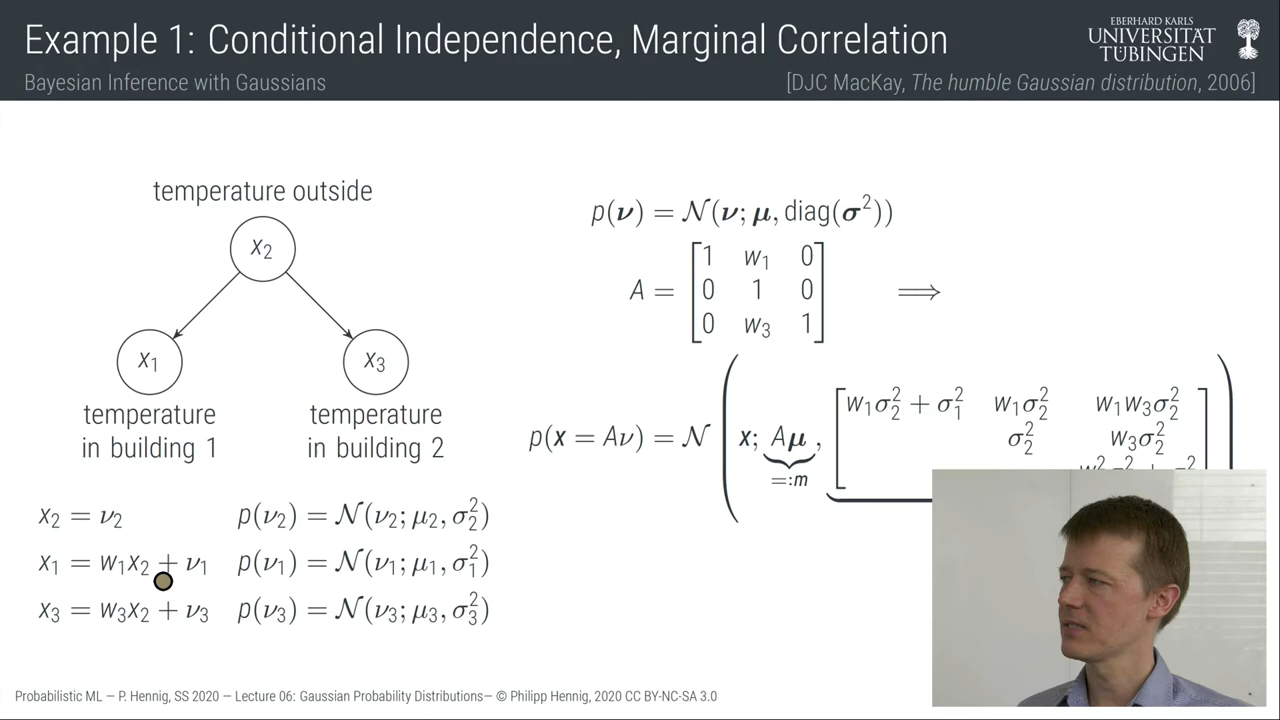 Example 1: Conditional Independence, Marginal Correlation
EBERHARD KARLS
UNIVERSITÄT
TÜBINGEN
Bayesian Inference with Gaussians
[DJC MacKay, The humble Gaussian distribution, 2006]
temperature outside
x₂
x₁
x₃
temperature
in building 1
temperature
in building 2
x₂ = ν₂ p(ν₂) = 𝒩(ν₂; μ₂, σ₂²)
x₁ = w₁x₂ + ν₁ p(ν₁) = 𝒩(ν₁; μ₁, σ₁²)
x₃ = w₃x₂ + ν₃ p(ν₃) = 𝒩(ν₃; μ₃, σ₃²)
p(ν) = 𝒩(ν; μ, diag(σ²))
A = [1 w₁ 0
0 1 0
0 w₃ 1] ⟹
p(x = Aν) = 𝒩 ( x; Aμ, [w₁σ₂² + σ₁² w₁σ₂² w₁w₃σ₂²
σ₂² w₃σ₂²
] )
=:m
Probabilistic ML — P. Hennig, SS 2020 — Lecture 06: Gaussian Probability Distributions— © Philipp Hennig, 2020 CC BY-NC-SA 3.0